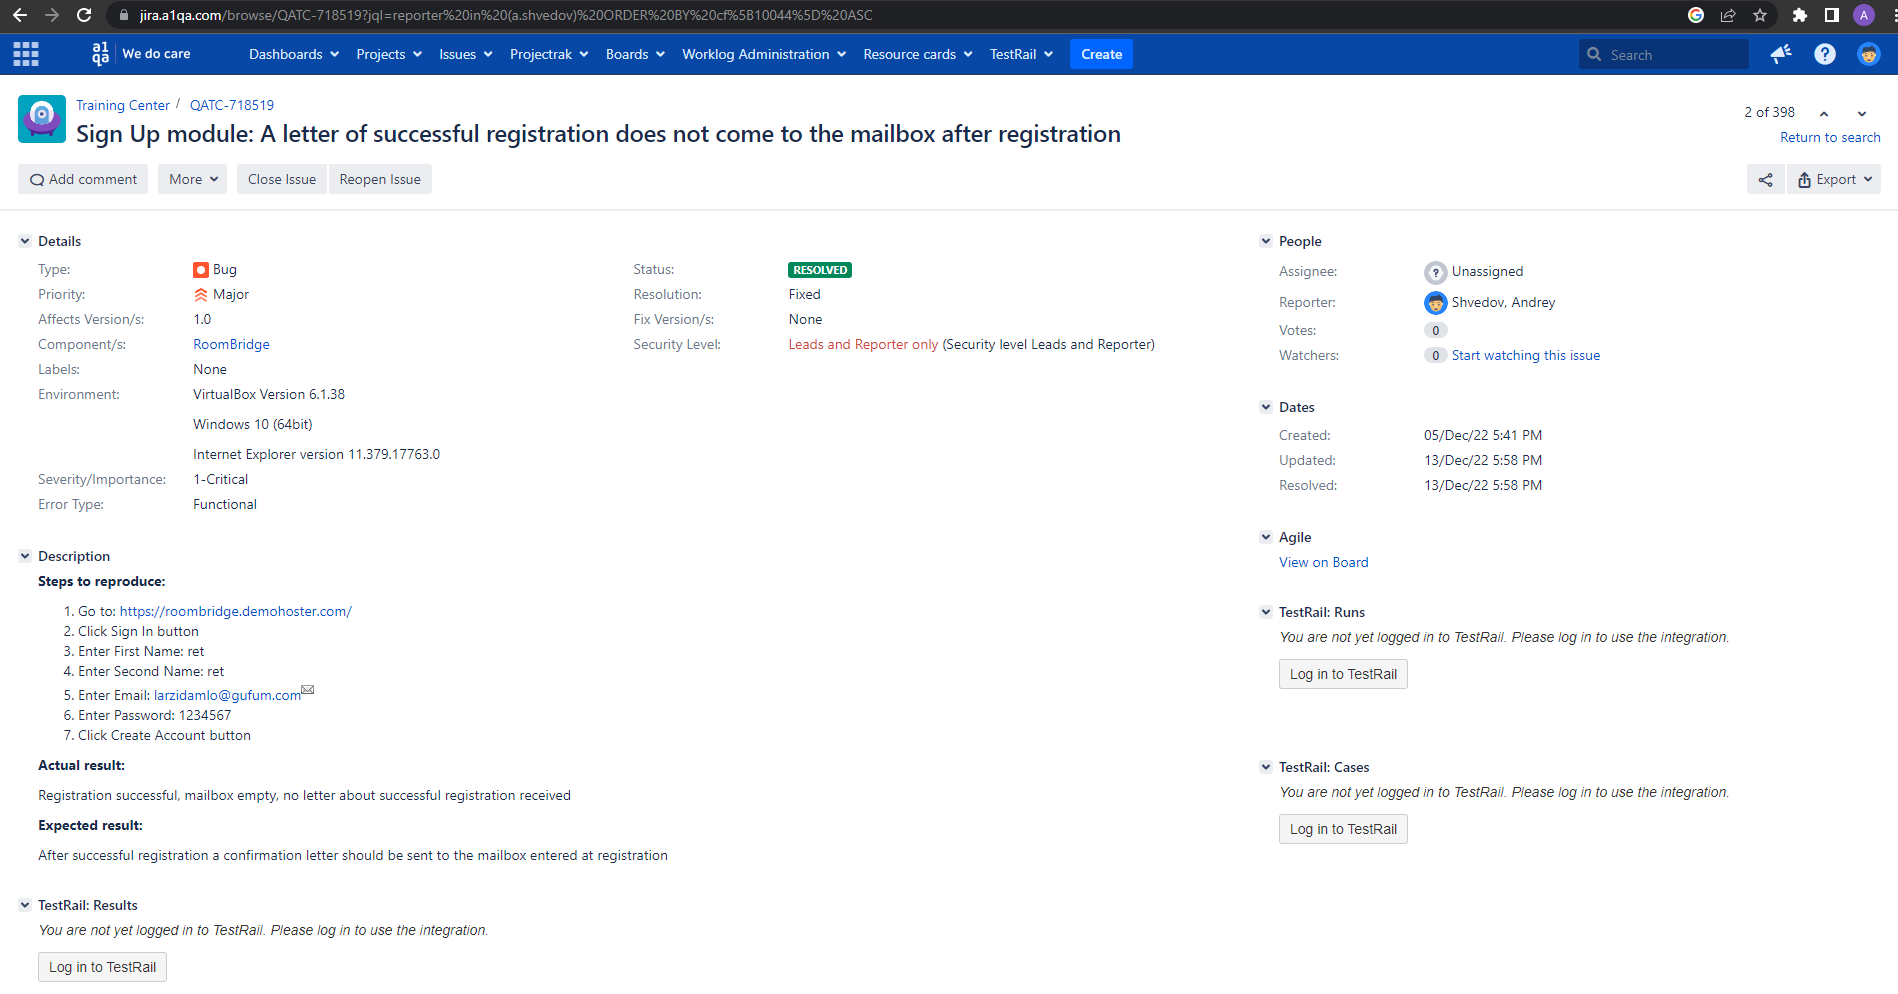 jira.a1qa.com/browse/QATC-718519?jql=reporter%20in%20(a.shvedov)%20ORDER%20BY%20cf%5B10044%5D%20ASC
A
a1qa We do care Dashboards Projects Issues Projectrak Boards Worklog Administration Resource cards TestRail Create Search
Training Center / QATC-718519
Sign Up module: A letter of successful registration does not come to the mailbox after registration
2 of 398
Return to search
Add comment More Close Issue Reopen Issue Export
Details
Type: Bug
Priority: Major
Affects Version/s: 1.0
Component/s: RoomBridge
Labels: None
Environment: VirtualBox Version 6.1.38
Windows 10 (64bit)
Internet Explorer version 11.379.17763.0
Severity/Importance: 1-Critical
Error Type: Functional
Status: RESOLVED
Resolution: Fixed
Fix Version/s: None
Security Level: Leads and Reporter only (Security level Leads and Reporter)
Description
Steps to reproduce:
1. Go to: https://roombridge.demohoster.com/
2. Click Sign In button
3. Enter First Name: ret
4. Enter Second Name: ret
5. Enter Email: larzidamlo@gufum.com
6. Enter Password: 1234567
7. Click Create Account button
Actual result:
Registration successful, mailbox empty, no letter about successful registration received
Expected result:
After successful registration a confirmation letter should be sent to the mailbox entered at registration
TestRail: Results
You are not yet logged in to TestRail. Please log in to use the integration.
Log in to TestRail
People
Assignee: Unassigned
Reporter: Shvedov, Andrey
Votes: 0
Watchers: 0 Start watching this issue
Dates
Created: 05/Dec/22 5:41 PM
Updated: 13/Dec/22 5:58 PM
Resolved: 13/Dec/22 5:58 PM
Agile
View on Board
TestRail: Runs
You are not yet logged in to TestRail. Please log in to use the integration.
Log in to TestRail
TestRail: Cases
You are not yet logged in to TestRail. Please log in to use the integration.
Log in to TestRail